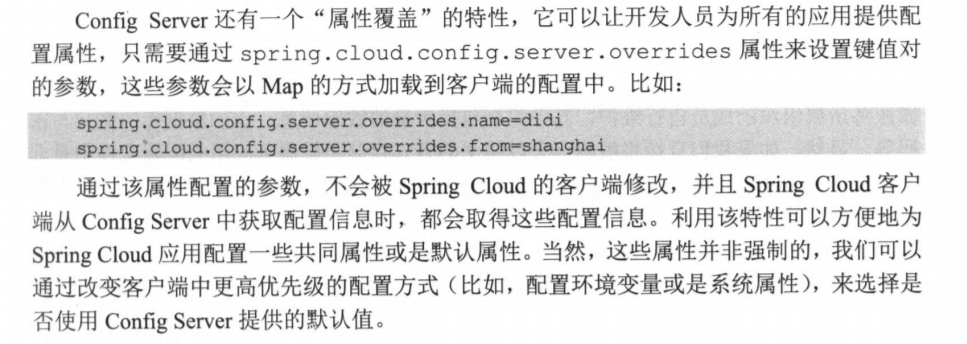 Config Server 还有一个“属性覆盖”的特性，它可以让开发人员为所有的应用提供配
置属性，只需要通过 spring.cloud.config.server.overrides 属性来设置键值对
的参数，这些参数会以 Map 的方式加载到客户端的配置中。比如：
spring.cloud.config.server.overrides.name=didi
spring.cloud.config.server.overrides.from=shanghai
通过该属性配置的参数，不会被 Spring Cloud 的客户端修改，并且 Spring Cloud 客户
端从 Config Server 中获取配置信息时，都会取得这些配置信息。利用该特性可以方便地为
Spring Cloud 应用配置一些共同属性或是默认属性。当然，这些属性并非强制的，我们可以
通过改变客户端中更高优先级的配置方式（比如，配置环境变量或是系统属性），来选择是
否使用 Config Server 提供的默认值。